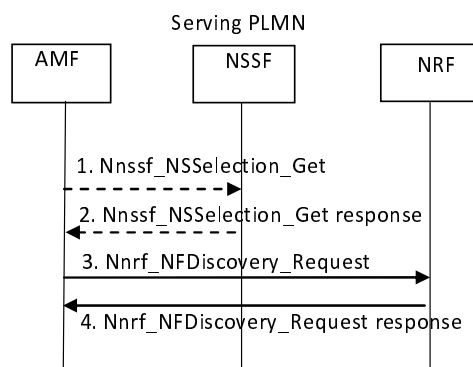 Serving PLMN
AMF
NSSF
NRF
1. Nnssf_NSSelection_Get
2. Nnssf_NSSelection_Get response
3. Nnrf_NFDiscovery_Request
4. Nnrf_NFDiscovery_Request response